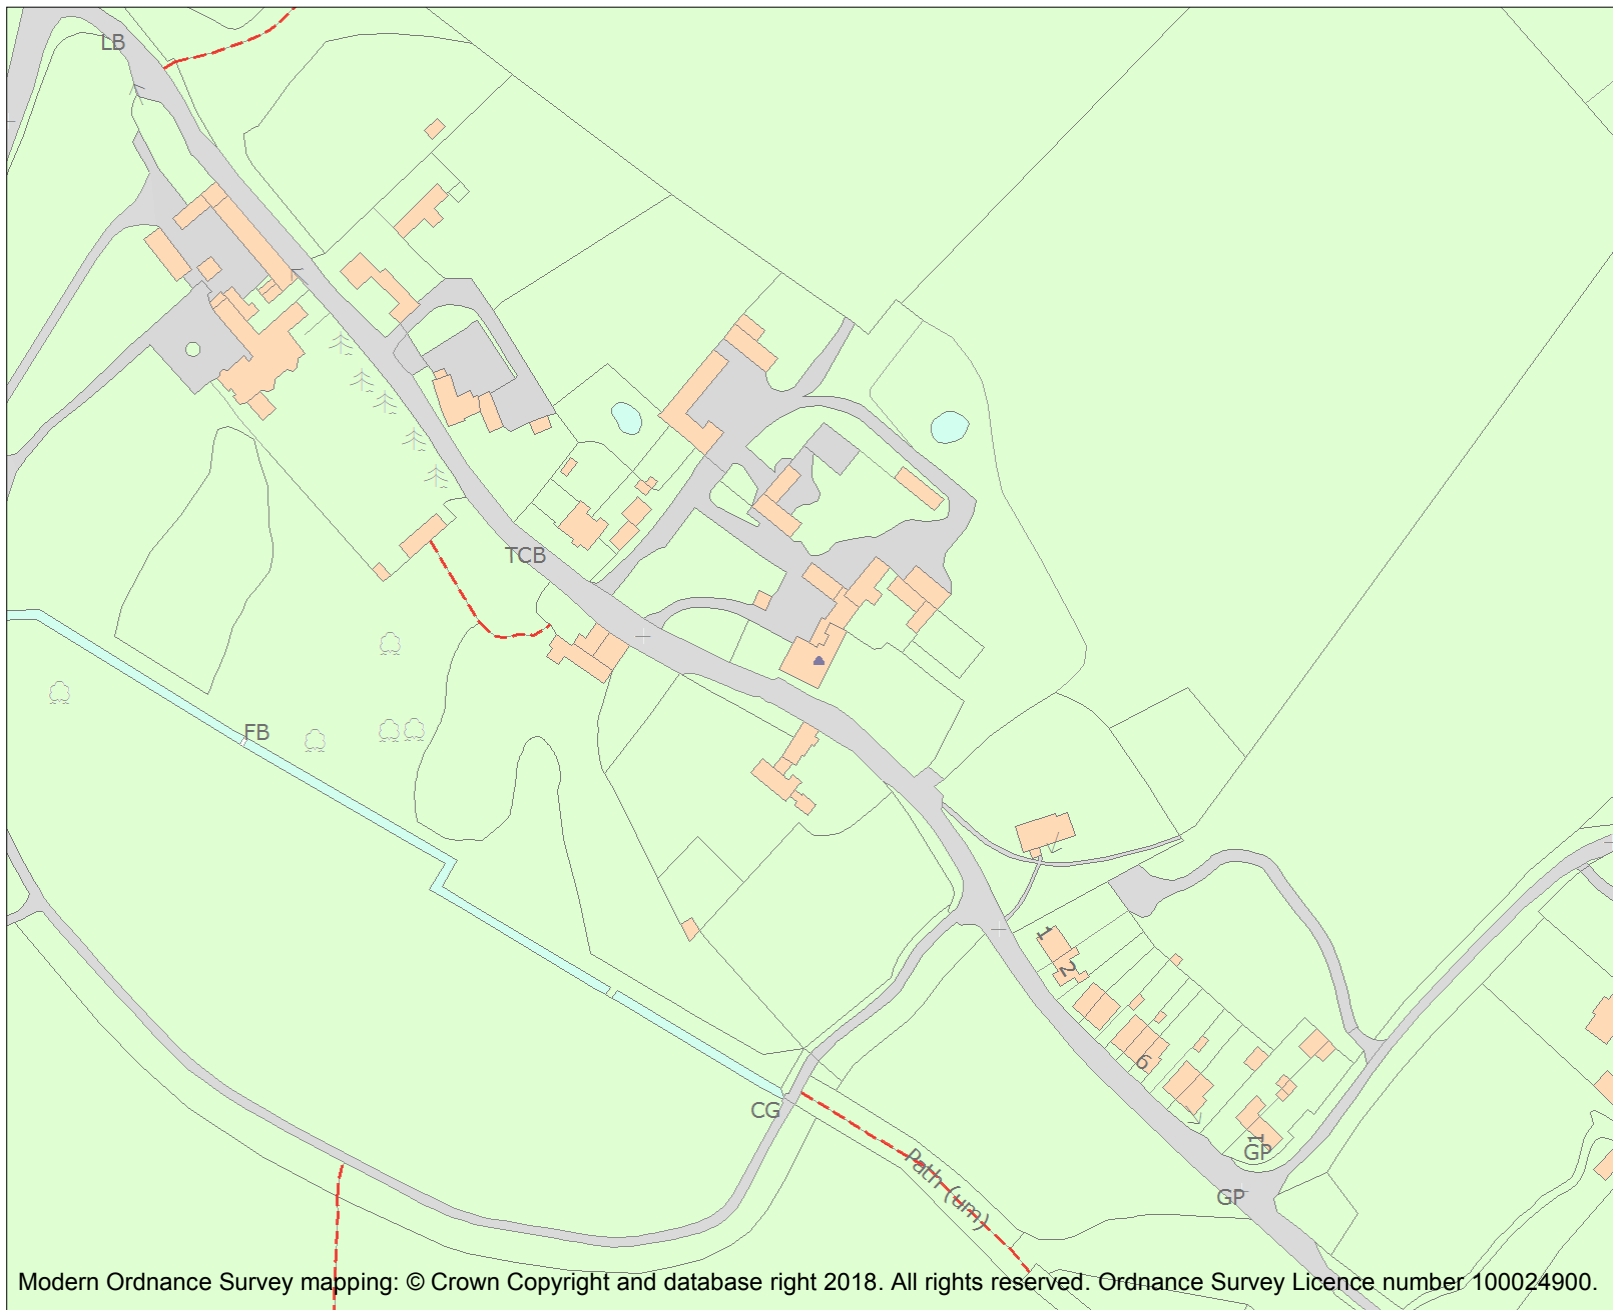 LB
TCB
FB
1
2
6
CG
1
GP
Path (um)
GP
Modern Ordnance Survey mapping: © Crown Copyright and database right 2018. All rights reserved. Ordnance Survey Licence number 100024900.